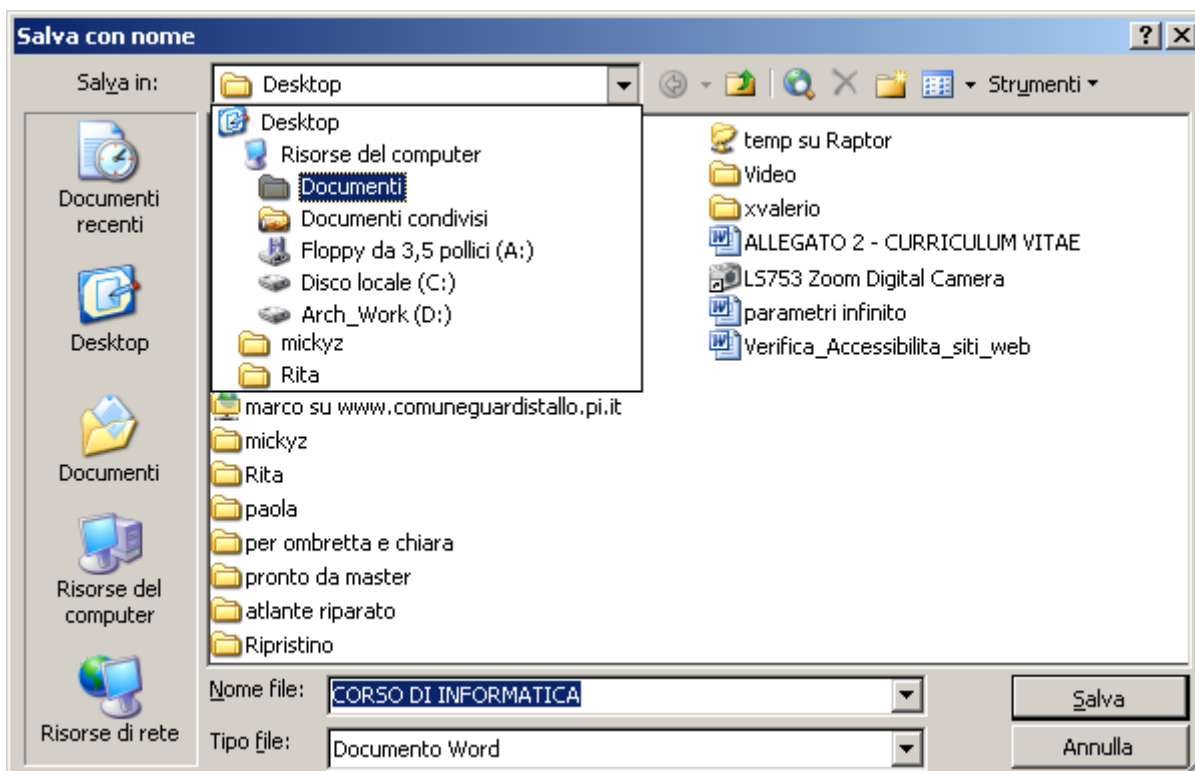 Salva con nome
Salva in:
Desktop
Strumenti
Documenti
recenti
Desktop
Documenti
Risorse del
computer
Risorse di rete
Desktop
Risorse del computer
Documenti
Documenti condivisi
Floppy da 3,5 pollici (A:)
Disco locale (C:)
Arch_Work (D:)
mickyz
Rita
marco su www.comuneguardistallo.pi.it
mickyz
Rita
paola
per ombretta e chiara
pronto da master
atlante riparato
Ripristino
temp su Raptor
Video
xvalerio
ALLEGATO 2 - CURRICULUM VITAE
LS753 Zoom Digital Camera
parametri infinito
Verifica_Accessibilita_siti_web
Nome file:
CORSO DI INFORMATICA
Salva
Tipo file:
Documento Word
Annulla